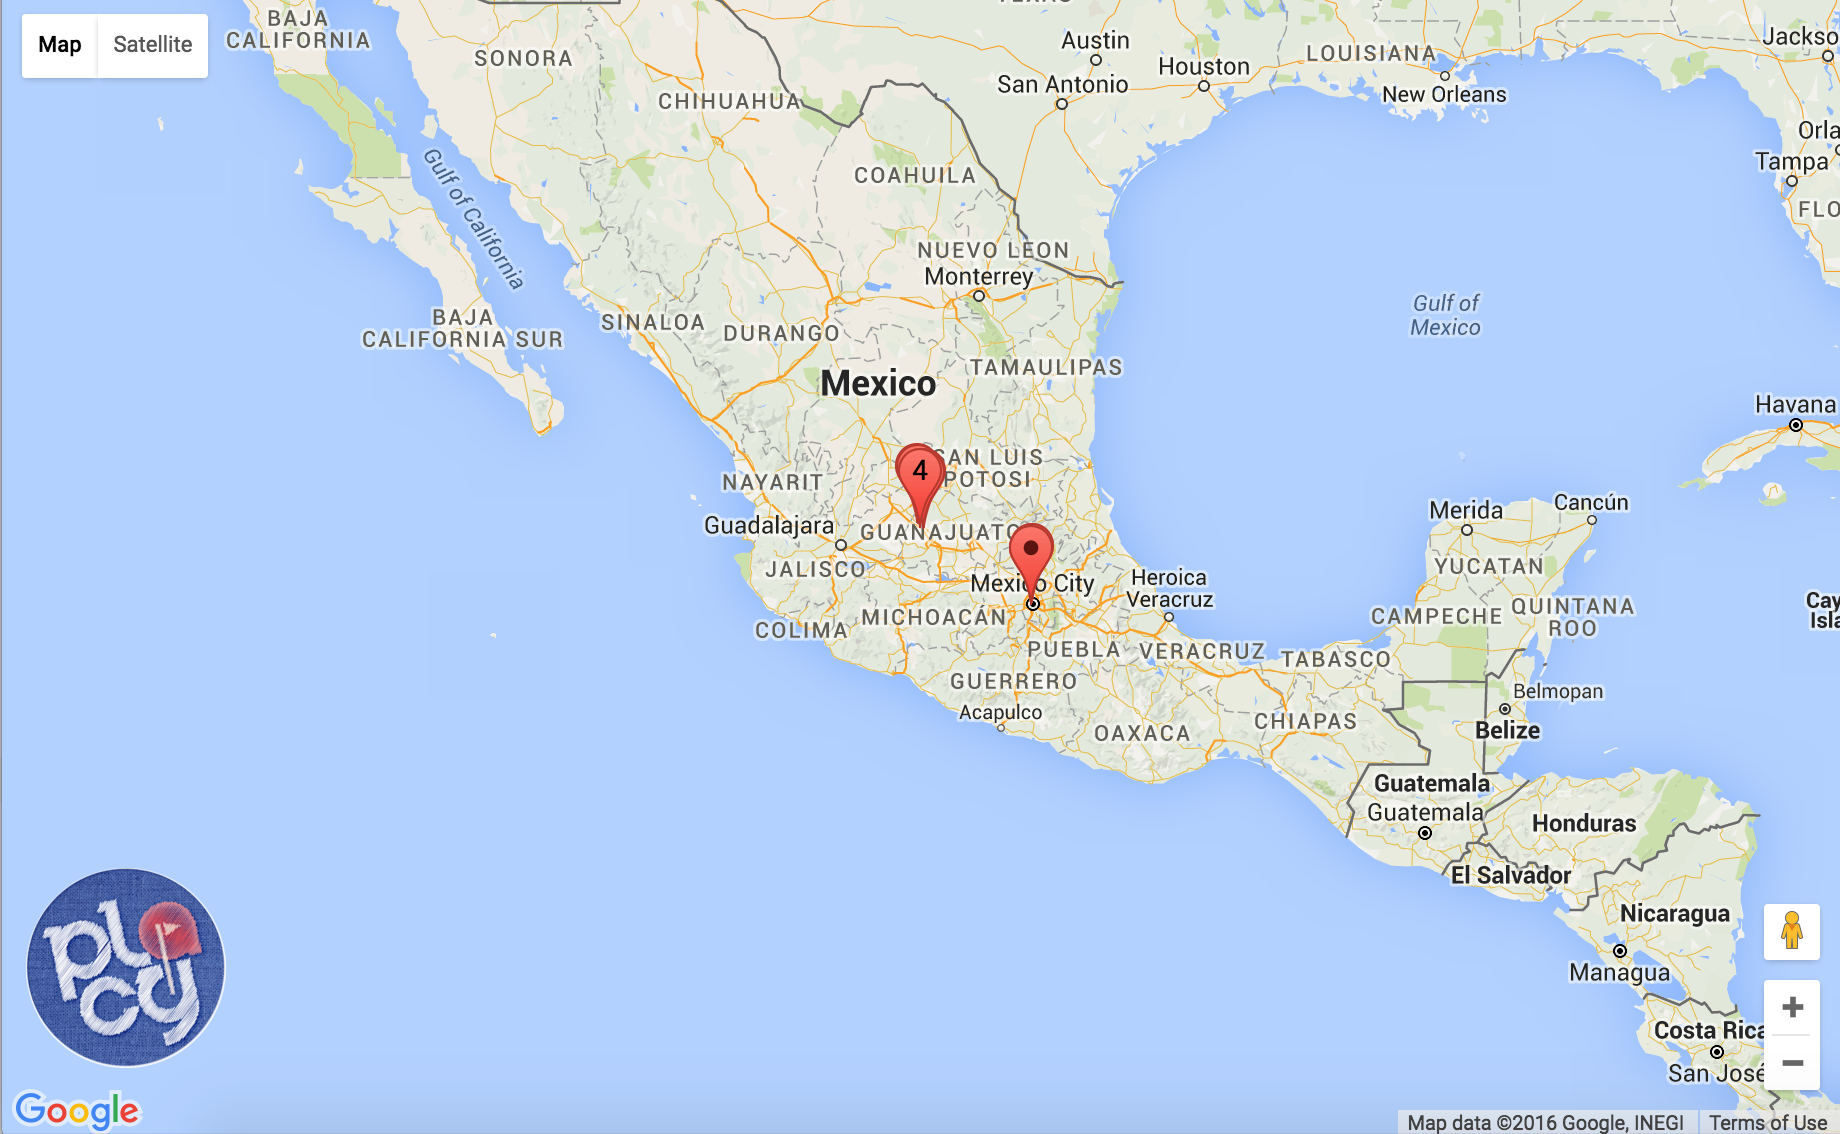 Map
Satellite
BAJA
CALIFORNIA
SONORA
CHIHUAHUA
TEXAS
Austin
San Antonio
Houston
LOUISIANA
New Orleans
Jackso
Orla
Tampa
FLO
Gulf of California
COAHUILA
NUEVO LEON
Monterrey
BAJA
CALIFORNIA SUR
SINALOA
DURANGO
Gulf of
Mexico
TAMAULIPAS
Mexico
Havana
4
SAN LUIS
POTOSI
NAYARIT
Guadalajara
GUANAJUATO
Merida
Cancún
JALISCO
Mexico City
Heroica
Veracruz
YUCATAN
COLIMA
MICHOACÁN
CAMPECHE
QUINTANA
ROO
Cay
Isla
PUEBLA
VERACRUZ
TABASCO
GUERRERO
Acapulco
OAXACA
CHIAPAS
Belmopan
Belize
Guatemala
Guatemala
Honduras
El Salvador
Nicaragua
Managua
Costa Rica
San José
pla
cy
Google
Map data ©2016 Google, INEGI
Terms of Use